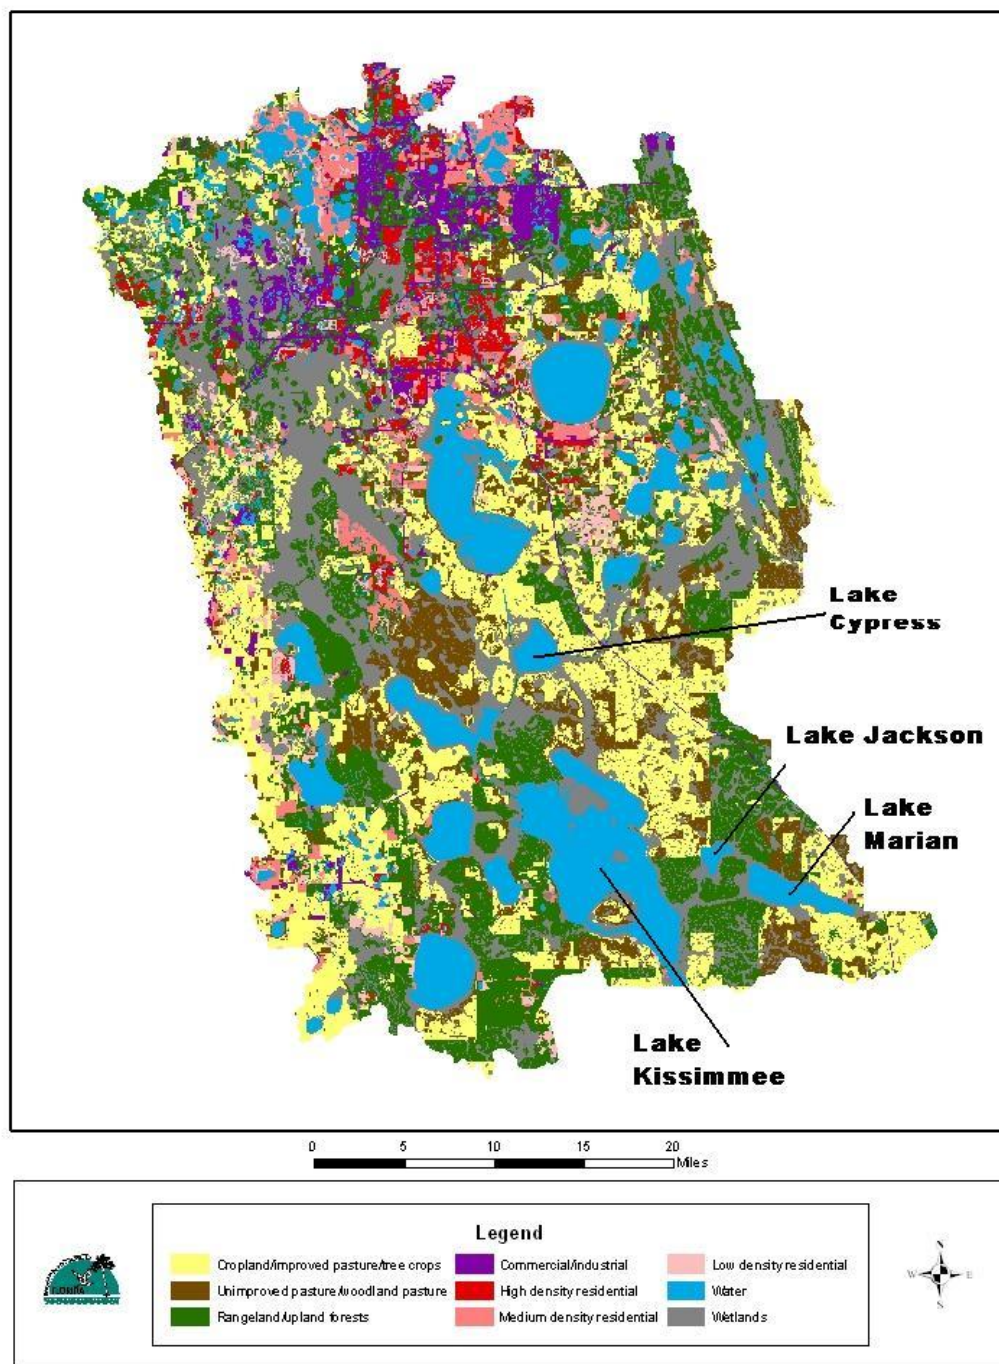 Lake
Cypress
Lake Jackson
Lake
Marian
Lake
Kissimmee
0 5 10 15 20
Miles
Legend
Cropland/improved pasture/tree crops
Unimproved pasture/woodland pasture
Rangeland/upland forests
Commercial/industrial
High density residential
Medium density residential
Low density residential
Water
Wetlands
FLORIDA
N
W E
S